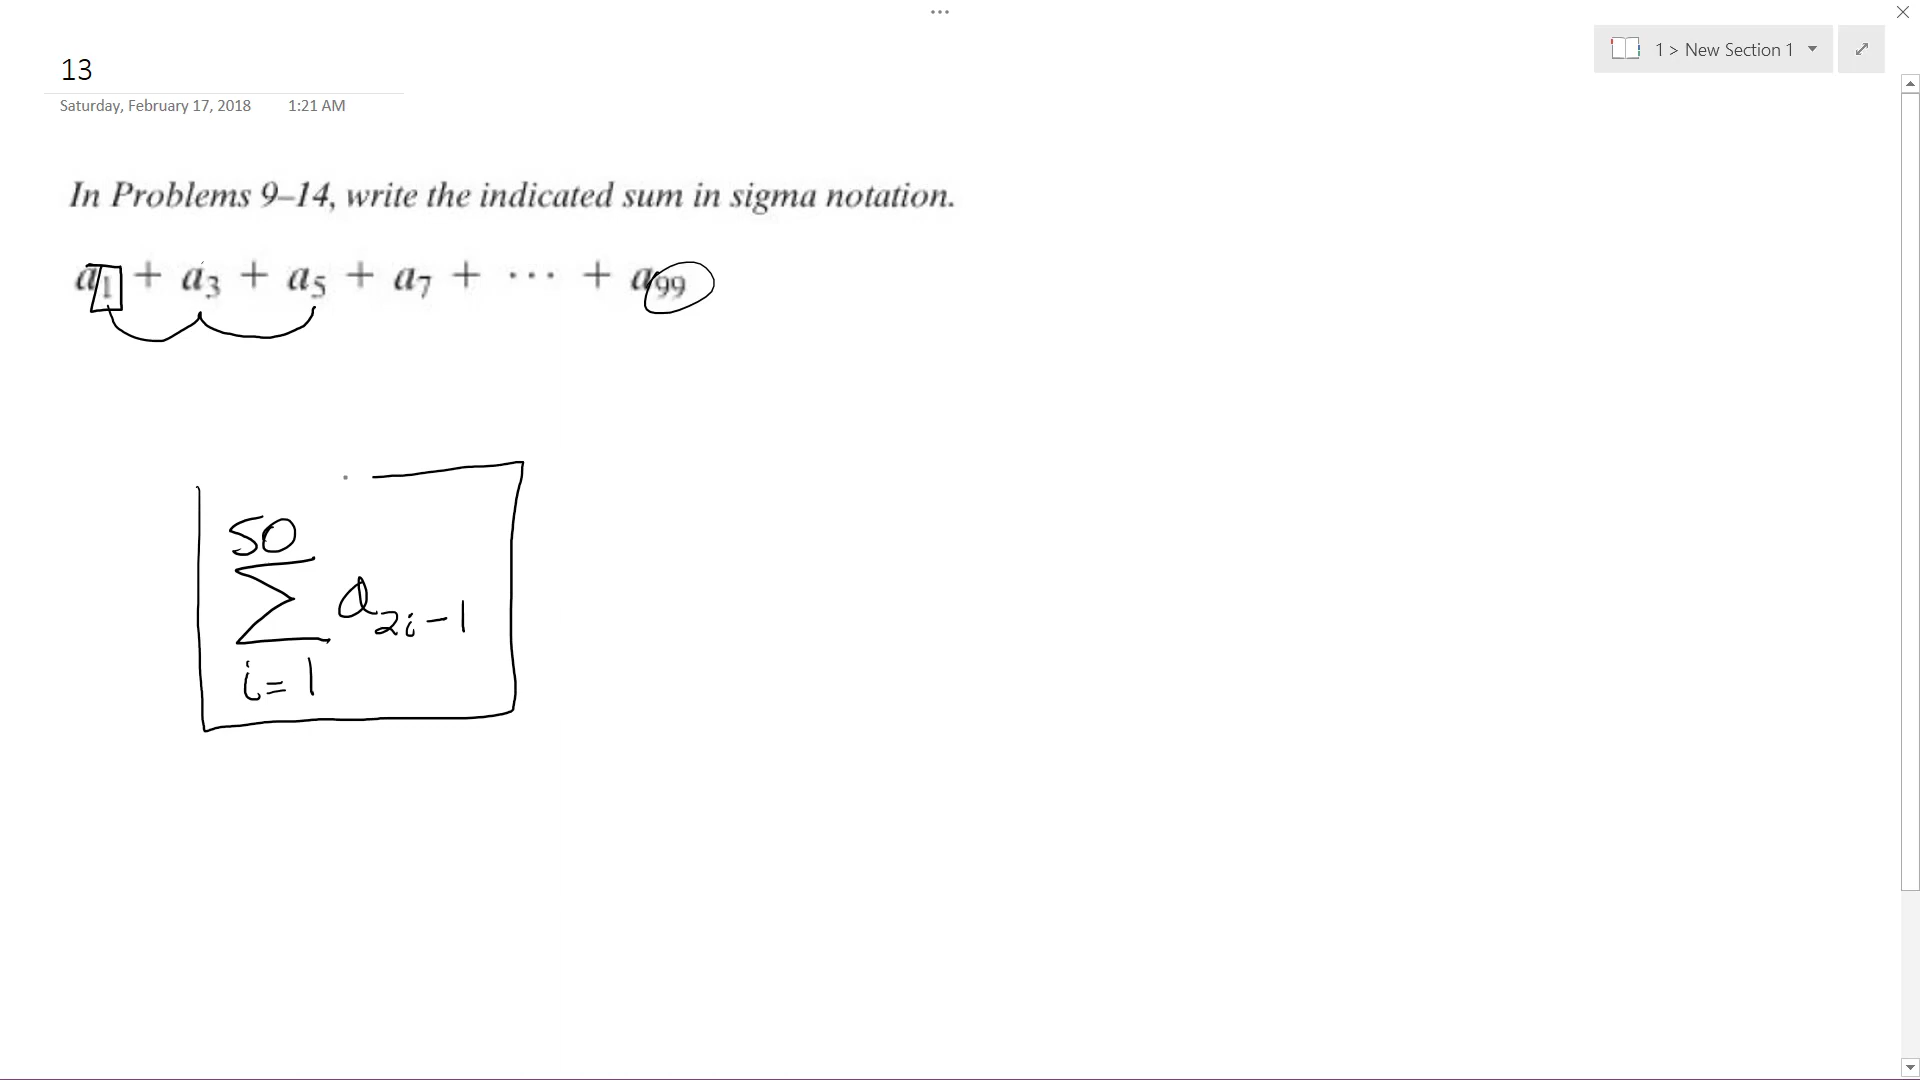 1 > New Section 1
13
Saturday, February 17, 2018 1:21 AM
In Problems 9–14, write the indicated sum in sigma notation.
a₁ + a₃ + a₅ + a₇ + ··· + a₉₉
50
∑ a₂ᵢ₋₁
i=1